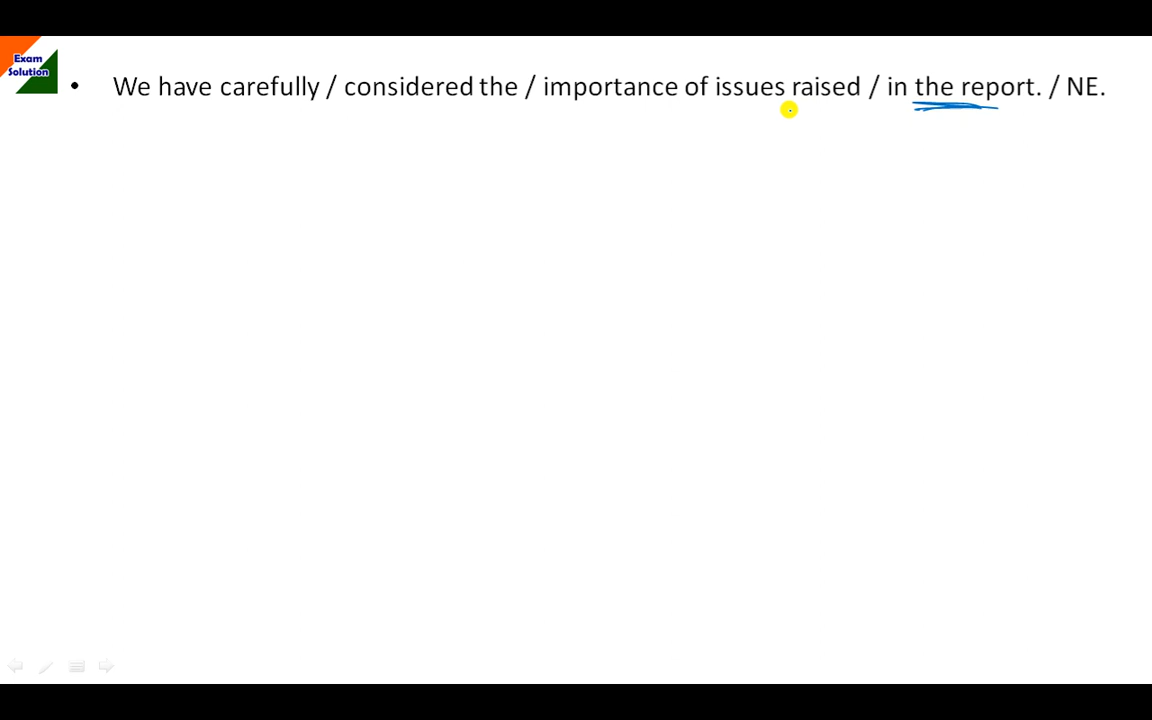 Exam
Solution
• We have carefully / considered the / importance of issues raised / in the report. / NE.